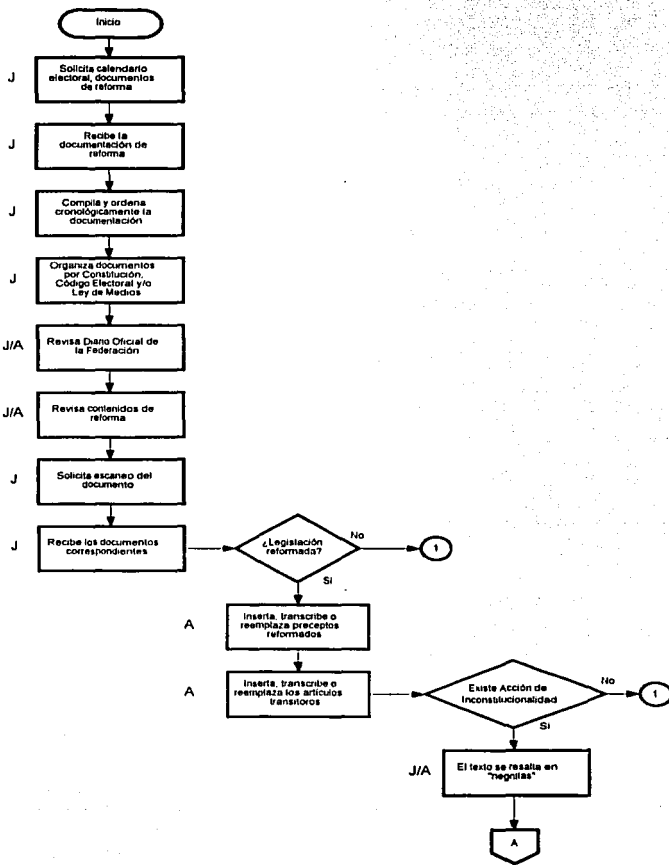 Inicio
J
Solicita calendario
electoral, documentos
de reforma
J
Recibe la
documentación de
reforma
J
Compila y ordena
cronológicamente la
documentación
J
Organiza documentos
por Constitución,
Código Electoral y/o
Ley de Medios
J/A
Revisa Diario Oficial de
la Federación
J/A
Revisa contenidos de
reforma
J
Solicita escaneo del
documento
J
Recibe los documentos
correspondientes
¿Legislación
reformada?
No
1
Si
A
Inserta, transcribe o
reemplaza preceptos
reformados
A
Inserta, transcribe o
reemplaza los artículos
transitoros
Existe Acción de
Inconstitucionalidad
No
1
Si
J/A
El texto se resalta en
"negrillas"
A